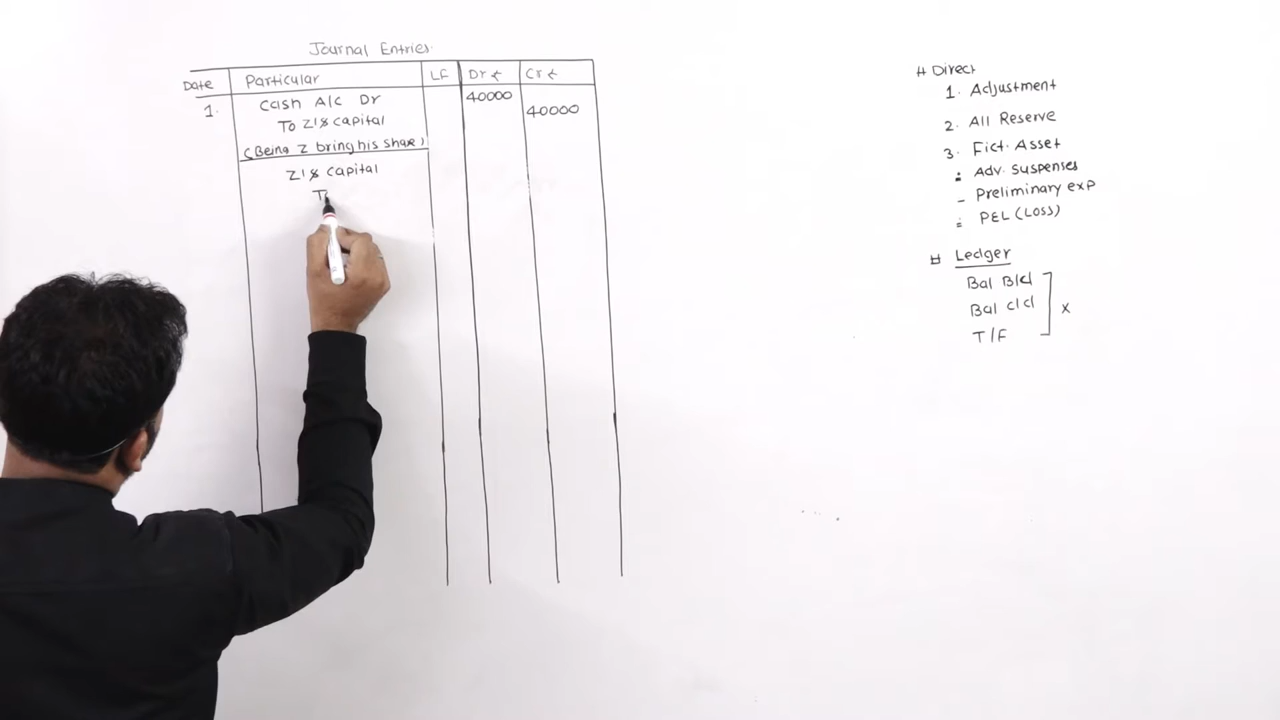 Journal Entries
Date Particular LF Dr ₹ Cr ₹
1. Cash A/c Dr 40000
To Z's capital 40000
(Being Z bring his share)
Z's capital
To
# Direct
1. Adjustment
2. All Reserve
3. Fict. Asset
: Adv. Suspenses
- Preliminary exp
= P&L (Loss)
# Ledger
Bal B/d
Bal c/d x
T/F